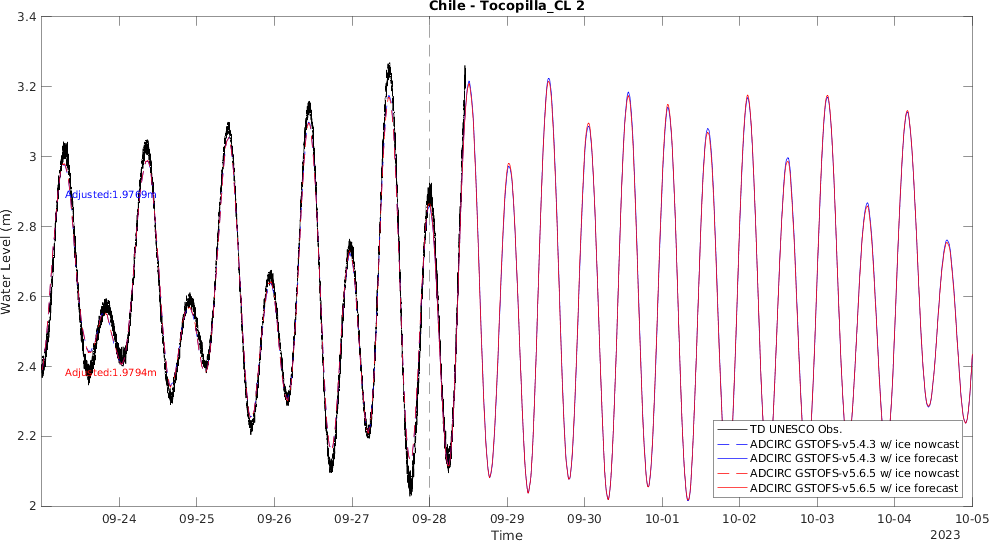 Chile - Tocopilla_CL 2
3.4
3.2
3
2.8
2.6
2.4
2.2
2
Water Level (m)
Adjusted:1.9769m
Adjusted:1.9794m
TD UNESCO Obs.
ADCIRC GSTOFS-v5.4.3 w/ ice nowcast
ADCIRC GSTOFS-v5.4.3 w/ ice forecast
ADCIRC GSTOFS-v5.6.5 w/ ice nowcast
ADCIRC GSTOFS-v5.6.5 w/ ice forecast
09-24 09-25 09-26 09-27 09-28 09-29 09-30 10-01 10-02 10-03 10-04 10-05
Time
2023